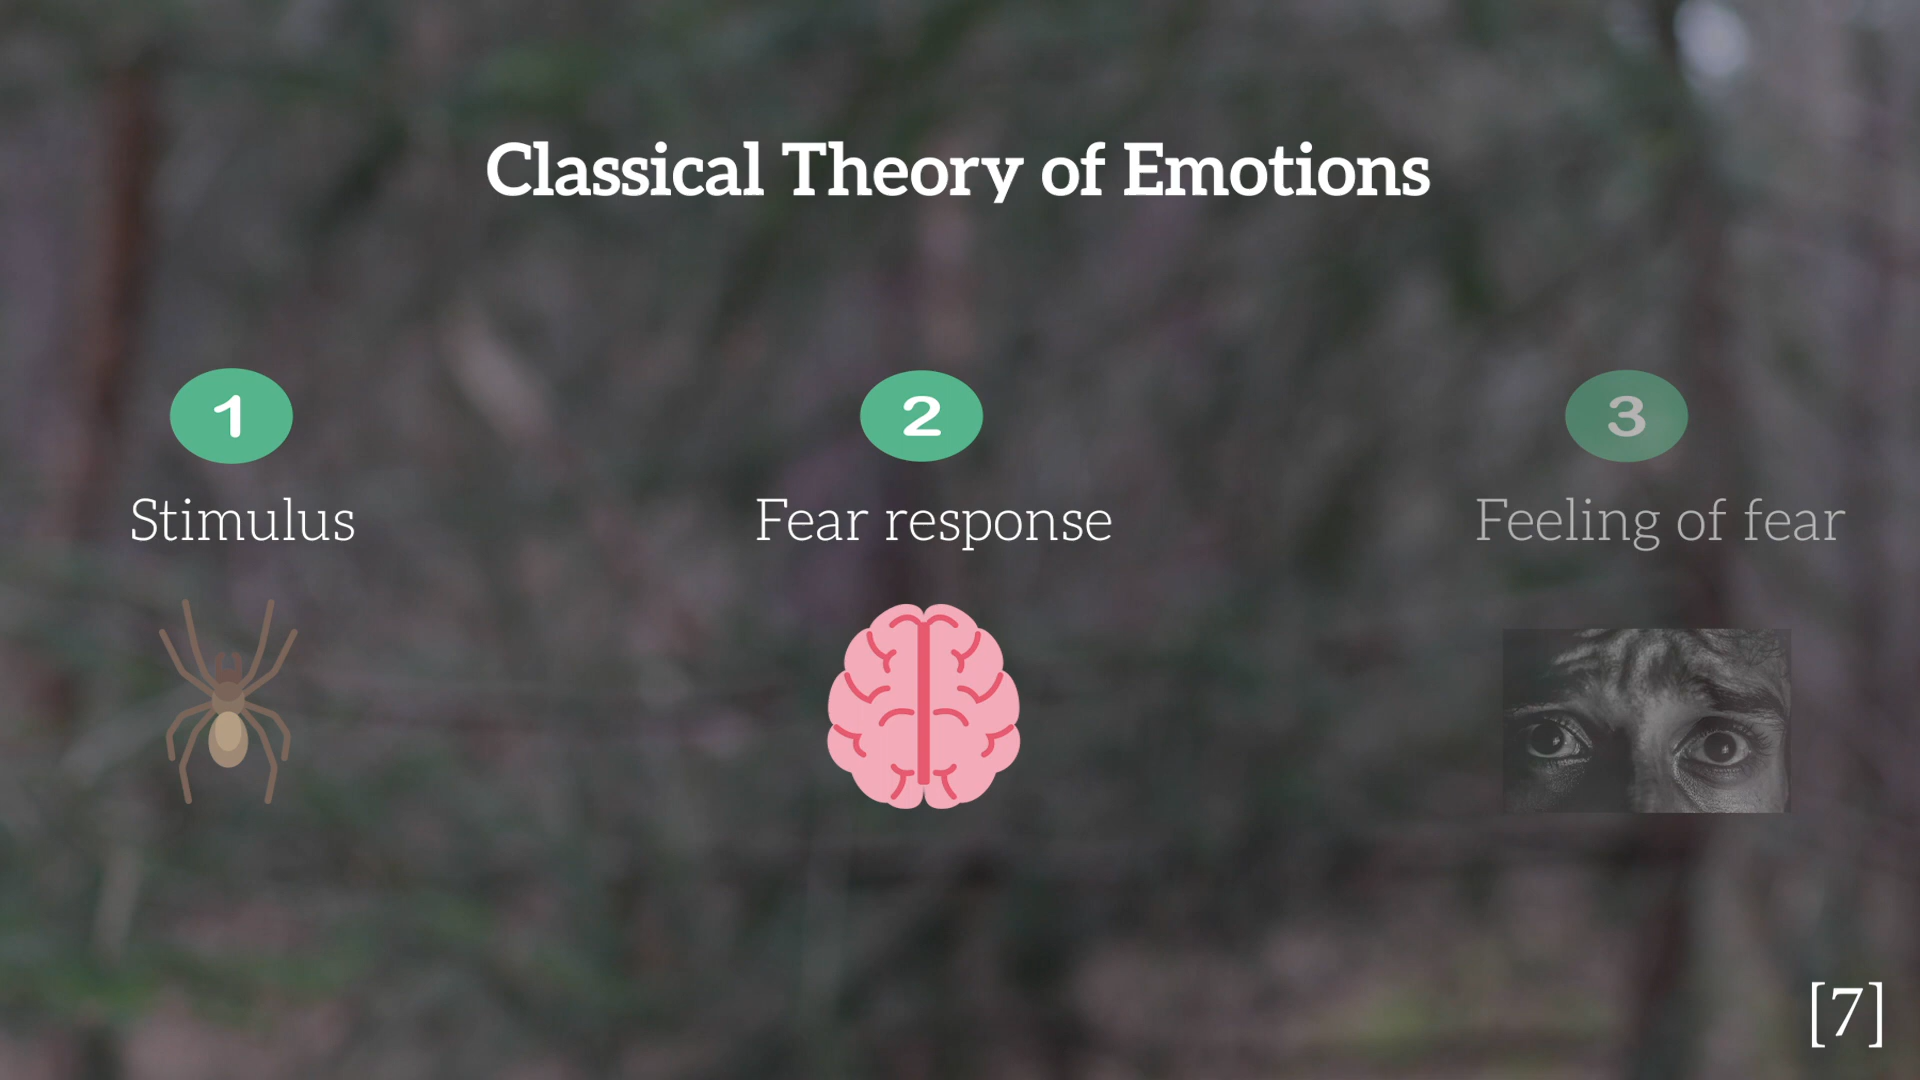 Classical Theory of Emotions
1
2
3
Stimulus
Fear response
Feeling of fear
[7]